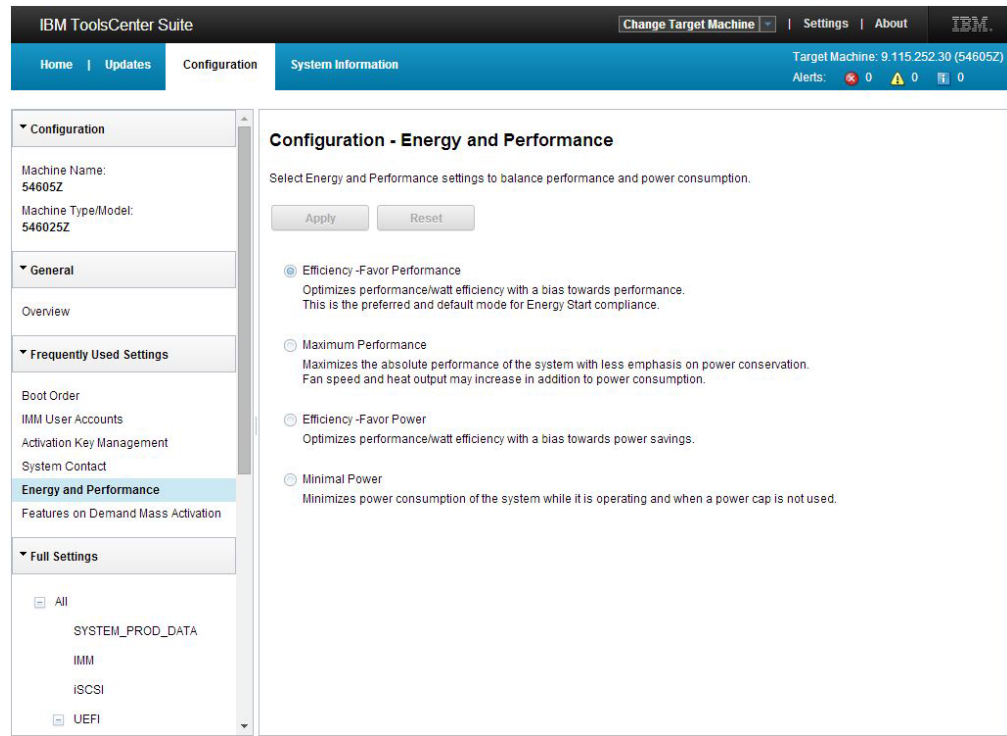 IBM ToolsCenter Suite
Change Target Machine | Settings | About IBM.
Home | Updates Configuration System Information
Target Machine: 9.115.252.30 (54605Z)
Alerts: 0 0 0
Configuration
Machine Name:
54605Z
Machine Type/Model:
546025Z
General
Overview
Frequently Used Settings
Boot Order
IMM User Accounts
Activation Key Management
System Contact
Energy and Performance
Features on Demand Mass Activation
Full Settings
All
SYSTEM_PROD_DATA
IMM
iSCSI
UEFI
Configuration - Energy and Performance
Select Energy and Performance settings to balance performance and power consumption.
Apply Reset
Efficiency -Favor Performance
Optimizes performance/watt efficiency with a bias towards performance.
This is the preferred and default mode for Energy Start compliance.
Maximum Performance
Maximizes the absolute performance of the system with less emphasis on power conservation.
Fan speed and heat output may increase in addition to power consumption.
Efficiency -Favor Power
Optimizes performance/watt efficiency with a bias towards power savings.
Minimal Power
Minimizes power consumption of the system while it is operating and when a power cap is not used.